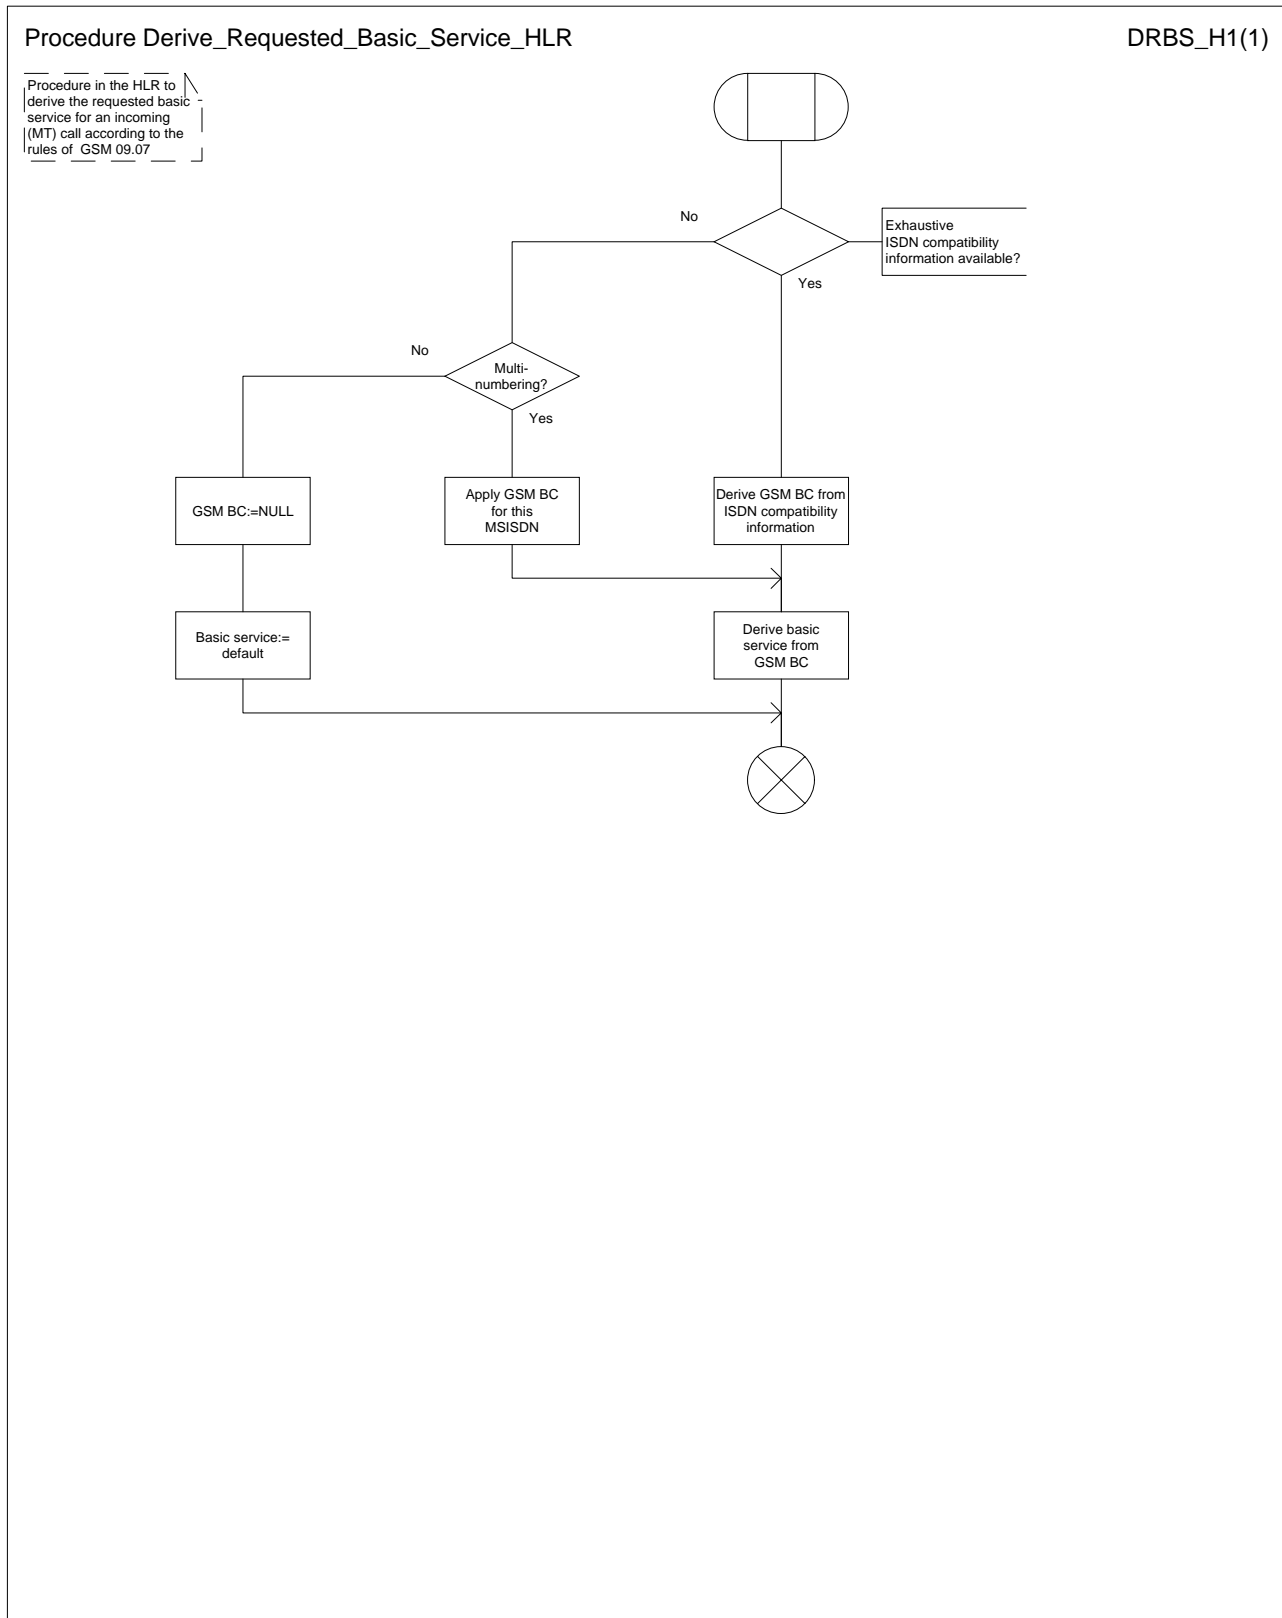 Procedure Derive_Requested_Basic_Service_HLR
DRBS_H1(1)
Procedure in the HLR to
derive the requested basic
service for an incoming
(MT) call according to the
rules of GSM 09.07
No
Exhaustive
ISDN compatibility
information available?
Yes
No
Multi-
numbering?
Yes
GSM BC:=NULL
Apply GSM BC
for this
MSISDN
Derive GSM BC from
ISDN compatibility
information
Basic service:=
default
Derive basic
service from
GSM BC